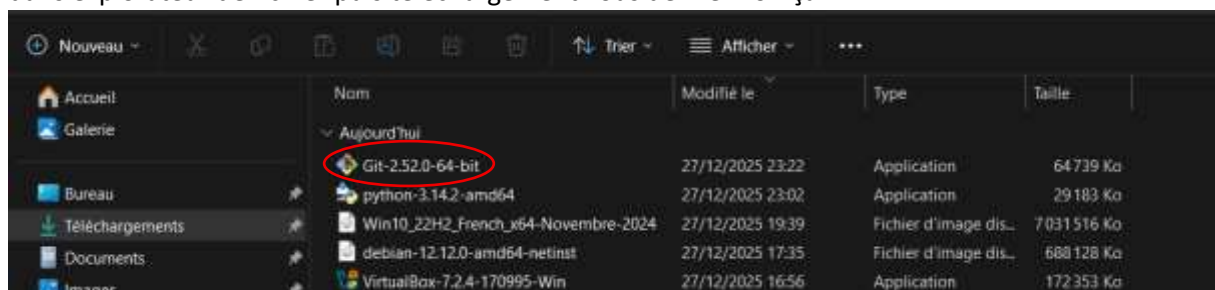 Nouveau Trier Afficher ...
Accueil
Galerie
Bureau
Téléchargements
Documents
Images
Nom Modifié le Type Taille
Aujourd'hui
Git-2.52.0-64-bit 27/12/2025 23:22 Application 64 739 Ko
python-3.14.2-amd64 27/12/2025 23:02 Application 29 183 Ko
Win10_22H2_French_x64-Novembre-2024 27/12/2025 19:39 Fichier d'image dis... 7 031 516 Ko
debian-12.12.0-amd64-netinst 27/12/2025 17:35 Fichier d'image dis... 688 128 Ko
VirtualBox-7.2.4-170995-Win 27/12/2025 16:56 Application 172 353 Ko